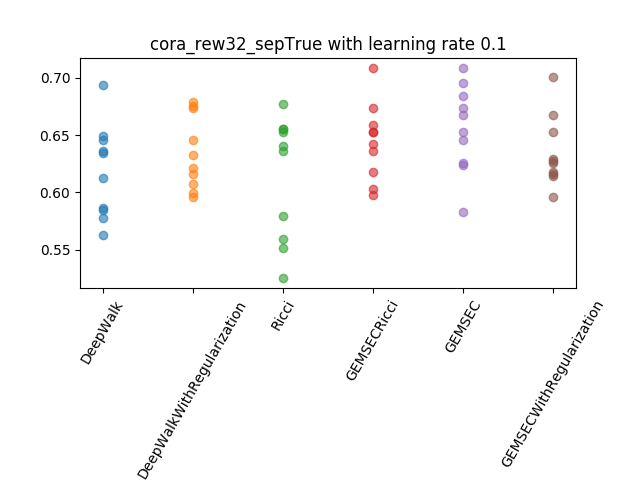 cora_rew32_sepTrue with learning rate 0.1
0.70
0.65
0.60
0.55
DeepWalk
DeepWalkWithRegularization
Ricci
GEMSECRicci
GEMSEC
GEMSECWithRegularization